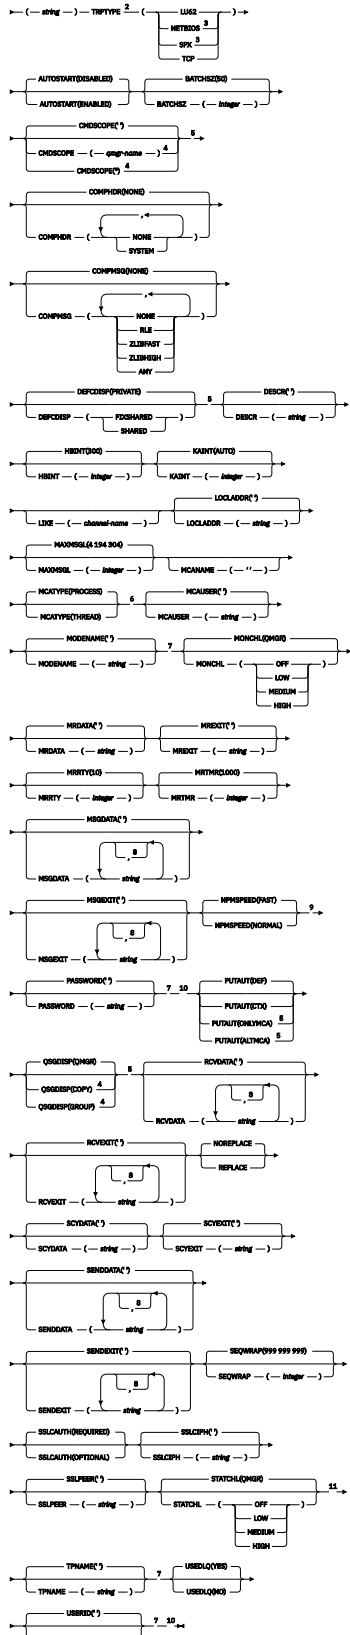 ( string ) TRPTYPE 2 ( LU62 )
NETBIOS 3
SPX 3
TCP
AUTOSTART(DISABLED) BATCHSZ(50)
AUTOSTART(ENABLED) BATCHSZ ( integer )
CMDSCOPE(' ') 5
CMDSCOPE ( qmgr-name ) 4
CMDSCOPE(*) 4
COMPHDR(NONE)
,
COMPHDR ( NONE )
SYSTEM
COMPMSG(NONE)
,
COMPMSG ( NONE )
RLE
ZLIBFAST
ZLIBHIGH
ANY
DEFCDISP(PRIVATE) 5 DESCR(' ')
DEFCDISP ( FIXSHARED ) DESCR ( string )
SHARED
HBINT(300) KAINT(AUTO)
HBINT ( integer ) KAINT ( integer )
LOCLADDR(' ')
LIKE ( channel-name ) LOCLADDR ( string )
MAXMSGL(4 194 304)
MAXMSGL ( integer ) MCANAME ( ' ' )
MCATYPE(PROCESS) 6 MCAUSER(' ')
MCATYPE(THREAD) MCAUSER ( string )
MODENAME(' ') 7 MONCHL(QMGR)
MODENAME ( string ) MONCHL ( OFF )
LOW
MEDIUM
HIGH
MRDATA(' ') MREXIT(' ')
MRDATA ( string ) MREXIT ( string )
MRRTY(10) MRTMR(1000)
MRRTY ( integer ) MRTMR ( integer )
MSGDATA(' ')
, 8
MSGDATA ( string )
MSGEXIT(' ') NPMSPEED(FAST) 9
, 8 NPMSPEED(NORMAL)
MSGEXIT ( string )
PASSWORD(' ') 7 10 PUTAUT(DEF)
PASSWORD ( string ) PUTAUT(CTX)
PUTAUT(ONLYMCA) 5
PUTAUT(ALTMCA) 5
QSGDISP(QMGR) 5 RCVDATA(' ')
QSGDISP(COPY) 4 , 8
QSGDISP(GROUP) 4 RCVDATA ( string )
RCVEXIT(' ') NOREPLACE
, 8 REPLACE
RCVEXIT ( string )
SCYDATA(' ') SCYEXIT(' ')
SCYDATA ( string ) SCYEXIT ( string )
SENDDATA(' ')
, 8
SENDDATA ( string )
SENDEXIT(' ') SEQWRAP(999 999 999)
, 8 SEQWRAP ( integer )
SENDEXIT ( string )
SSLCAUTH(REQUIRED) SSLCIPH(' ')
SSLCAUTH(OPTIONAL) SSLCIPH ( string )
SSLPEER(' ') STATCHL(QMGR) 11
SSLPEER ( string ) STATCHL ( OFF )
LOW
MEDIUM
HIGH
TPNAME(' ') 7 USEDLQ(YES)
TPNAME ( string ) USEDLQ(NO)
USERID(' ') 7 10